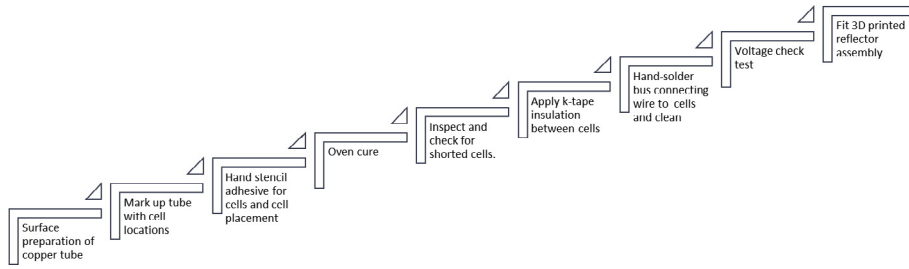 Surface
preparation of
copper tube
Mark up tube
with cell
locations
Hand stencil
adhesive for
cells and cell
placement
Oven cure
Inspect and
check for
shorted cells.
Apply k-tape
insulation
between cells
Hand-solder
bus connecting
wire to cells
and clean
Voltage check
test
Fit 3D printed
reflector
assembly